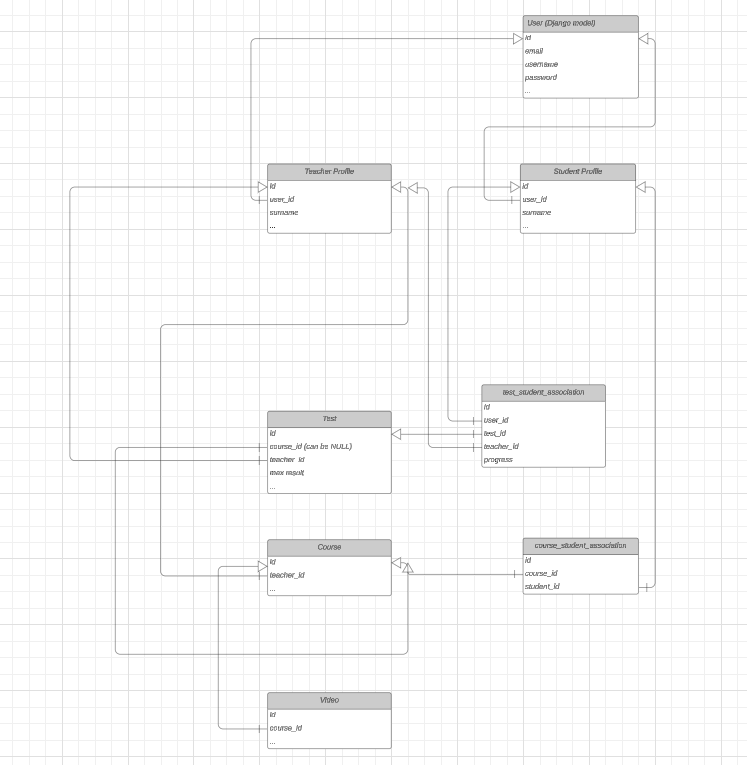 User (Django model)
id
email
username
password
...
Teacher Profile
id
user_id
surname
...
Student Profile
id
user_id
surname
...
test_student_association
id
user_id
test_id
teacher_id
progress
Test
id
course_id (can be NULL)
teacher_id
max result
...
Course
id
teacher_id
...
course_student_association
id
course_id
student_id
Video
id
course_id
...